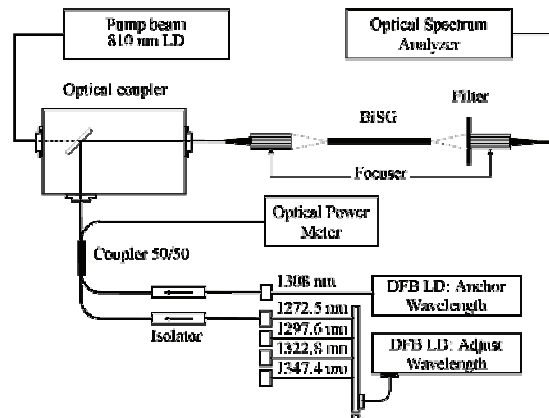 Pump beam
810 nm LD
Optical Spectrum
Analyzer
Optical coupler
Filter
BiSG
Focuser
Optical Power
Meter
Coupler 50/50
1308 nm
DFB LD: Anchor
Wavelength
1272.5 nm
Isolator
1297.6 nm
1322.8 nm
DFB LD: Adjust
Wavelength
1347.4 nm